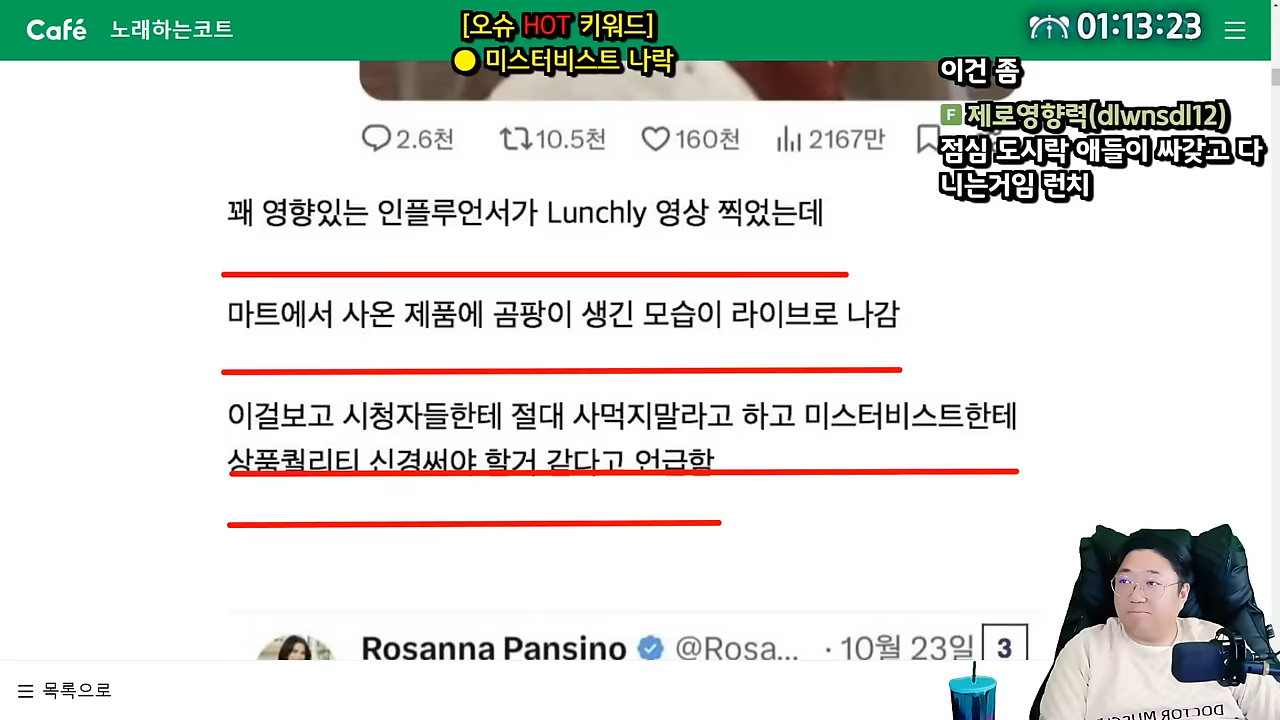 Café 노래하는코트
[오슈 HOT 키워드]
미스터비스트 나락
01:13:23
이건 좀
F 제로영향력(dlwnsdl12)
점심 도시락 애들이 싸갖고 다
니는거임 런치
2.6천 10.5천 160천 2167만
꽤 영향있는 인플루언서가 Lunchly 영상 찍었는데
마트에서 사온 제품에 곰팡이 생긴 모습이 라이브로 나감
이걸보고 시청자들한테 절대 사먹지말라고 하고 미스터비스트한테
상품퀄리티 신경써야 할거 같다고 언급함
Rosanna Pansino @Rosa... · 10월 23일 3
목록으로